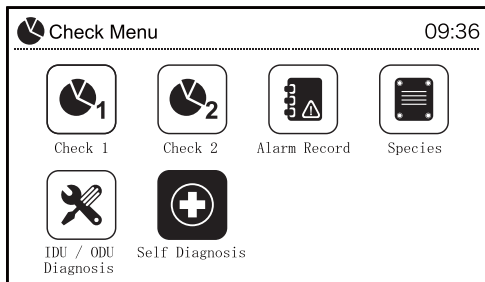 Check Menu 09:36
1
2
Check 1
Check 2
Alarm Record
Species
IDU / ODU
Diagnosis
Self Diagnosis